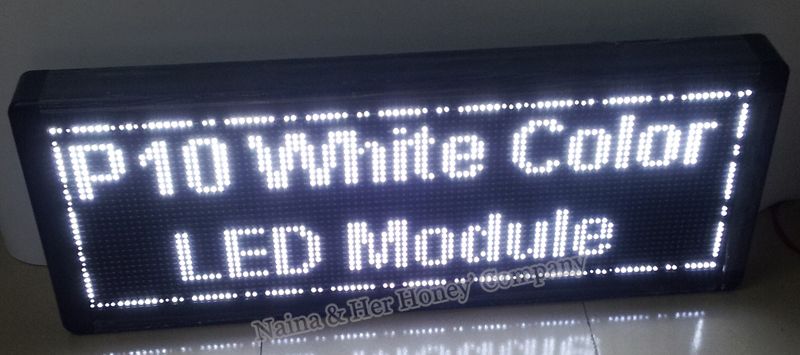 P10 White Color
LED Module
Naina & Her Honey' Company